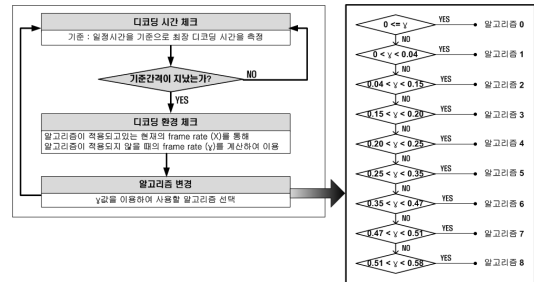 디코딩 시간 체크
기준 : 일정시간을 기준으로 최장 디코딩 시간을 측정
기준간격이 지났는가?
NO
YES
디코딩 환경 체크
알고리즘이 적용되고있는 현재의 frame rate (X)를 통해
알고리즘이 적용되지 않을 때의 frame rate (γ)를 계산하여 이용
알고리즘 변경
γ값을 이용하여 사용할 알고리즘 선택
0 <= γ
YES
알고리즘 0
NO
0 < γ < 0.04
YES
알고리즘 1
NO
0.04 < γ < 0.15
YES
알고리즘 2
NO
0.15 < γ < 0.20
YES
알고리즘 3
NO
0.20 < γ < 0.25
YES
알고리즘 4
NO
0.25 < γ < 0.35
YES
알고리즘 5
NO
0.35 < γ < 0.47
YES
알고리즘 6
NO
0.47 < γ < 0.51
YES
알고리즘 7
NO
0.51 < γ < 0.58
YES
알고리즘 8